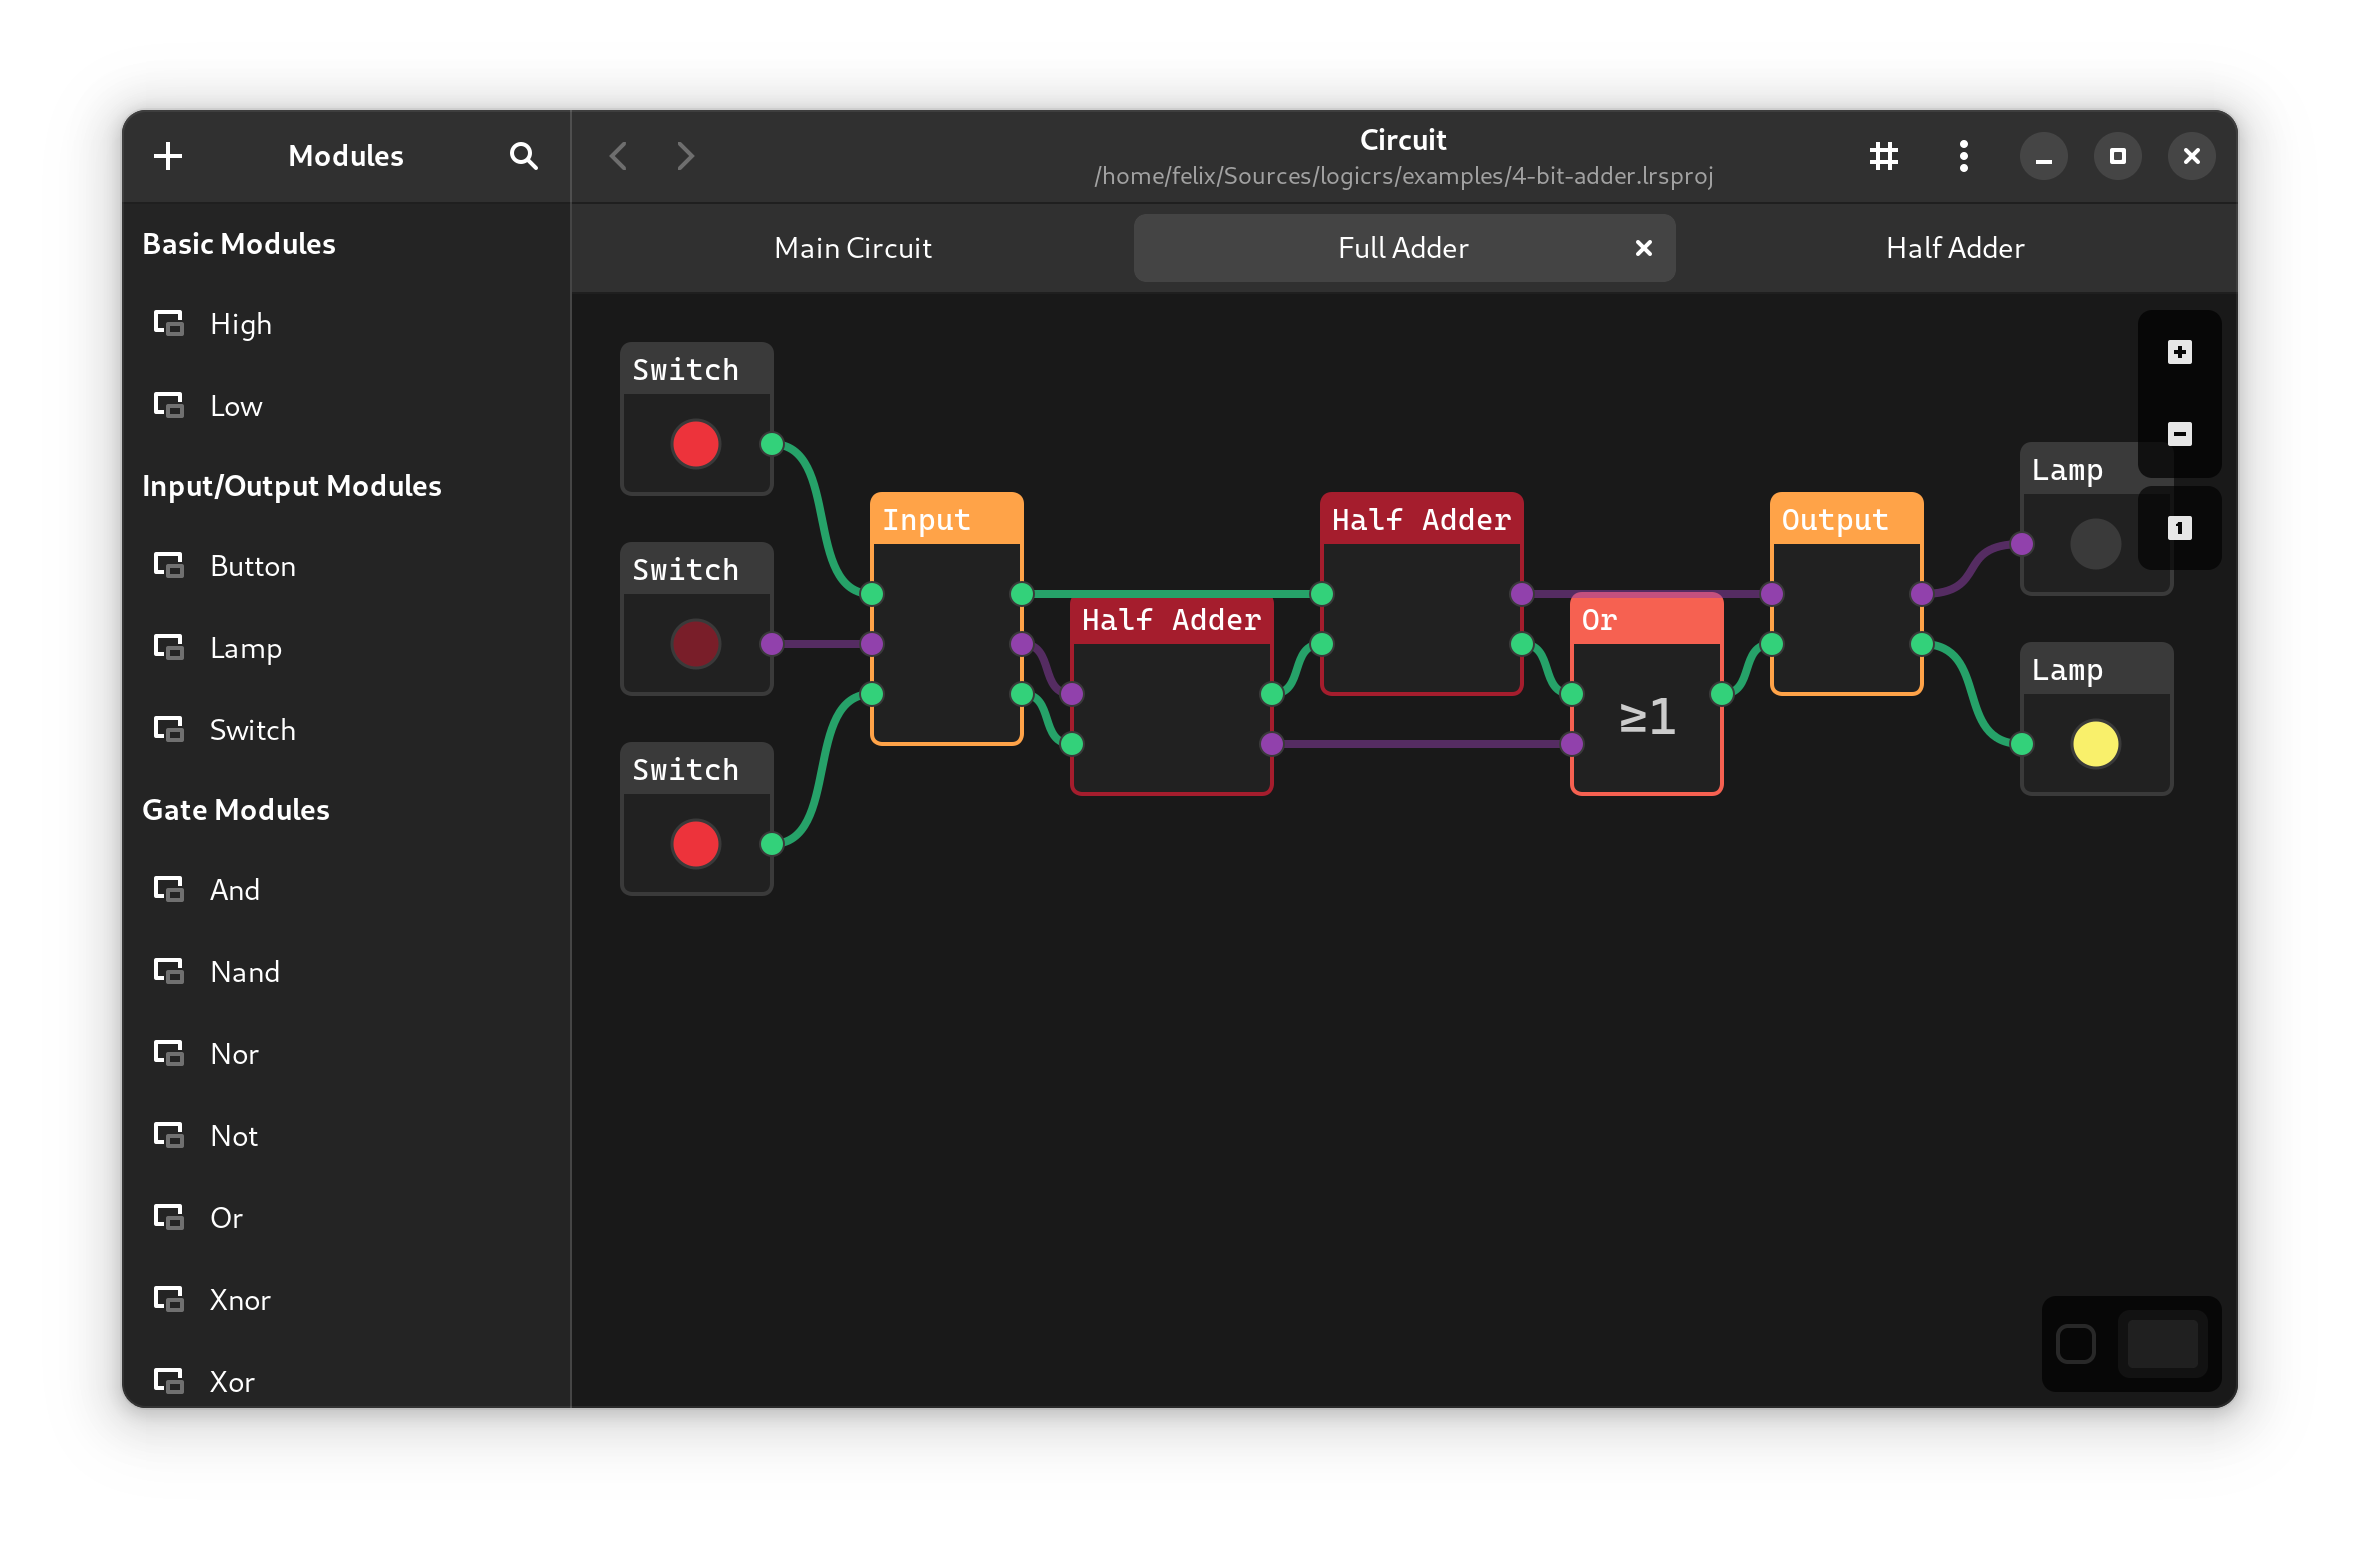 Modules
Circuit
/home/felix/Sources/logicrs/examples/4-bit-adder.lrsproj
Main Circuit
Full Adder
Half Adder
Basic Modules
High
Low
Input/Output Modules
Button
Lamp
Switch
Gate Modules
And
Nand
Nor
Not
Or
Xnor
Xor
Switch
Switch
Switch
Input
Half Adder
Half Adder
Or
≥1
Output
Lamp
Lamp
1